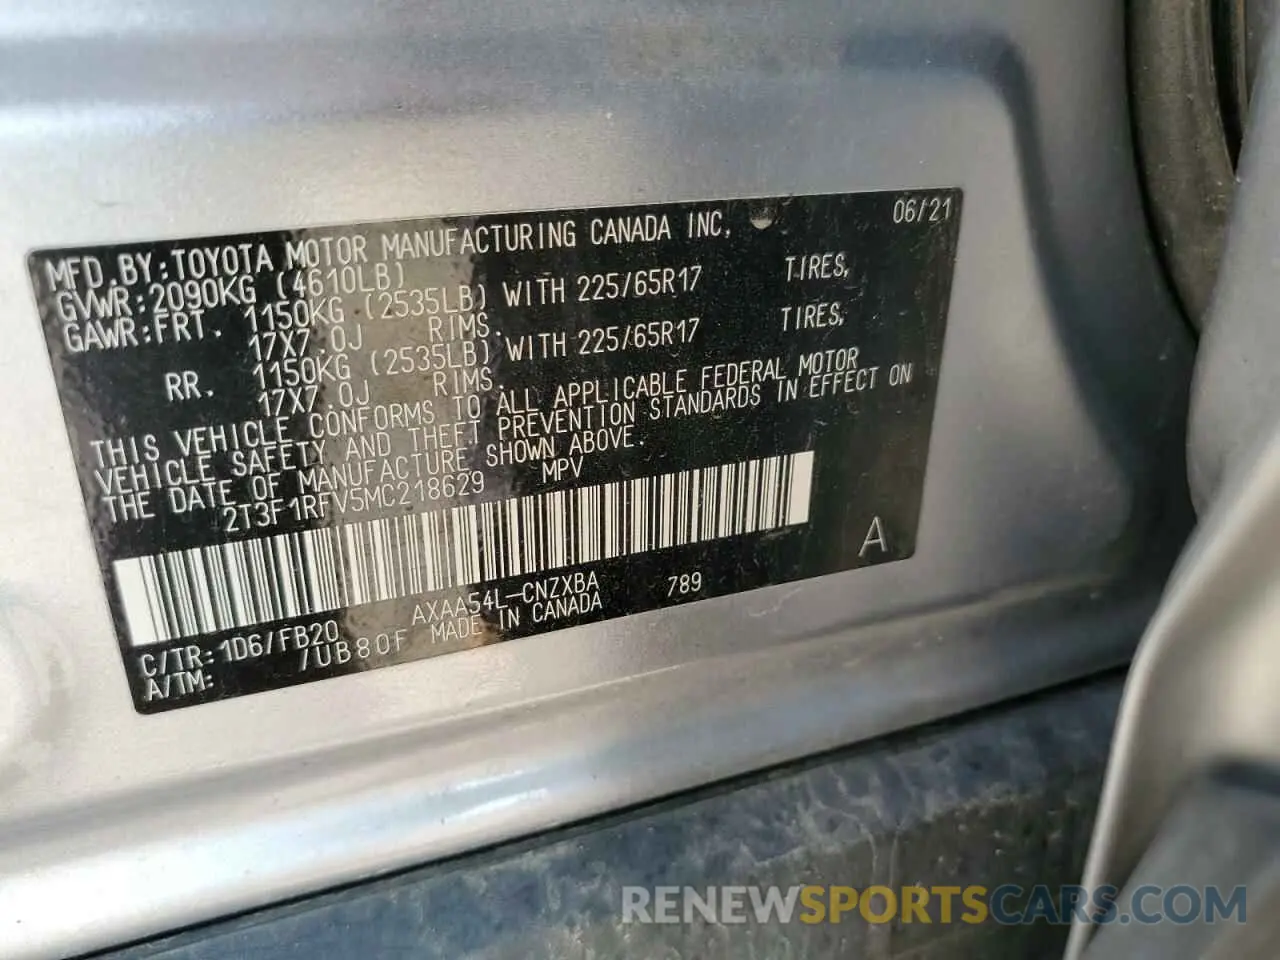 MFD.BY:TOYOTA MOTOR MANUFACTURING CANADA INC. 06/21
GVWR:2090KG (4610LB)
GAWR:FRT. 1150KG (2535LB) WITH 225/65R17 TIRES,
17X7.0J RIMS.
RR. 1150KG (2535LB) WITH 225/65R17 TIRES,
17X7.0J RIMS.
THIS VEHICLE CONFORMS TO ALL APPLICABLE FEDERAL MOTOR
VEHICLE SAFETY AND THEFT PREVENTION STANDARDS IN EFFECT ON
THE DATE OF MANUFACTURE SHOWN ABOVE.
2T3F1RFV5MC218629 MPV
A
AXAA54L-CNZXBA 789
C/TR:1D6/FB20 MADE IN CANADA
A/TM: /UB80F
RENEWSPORTSCARS.COM